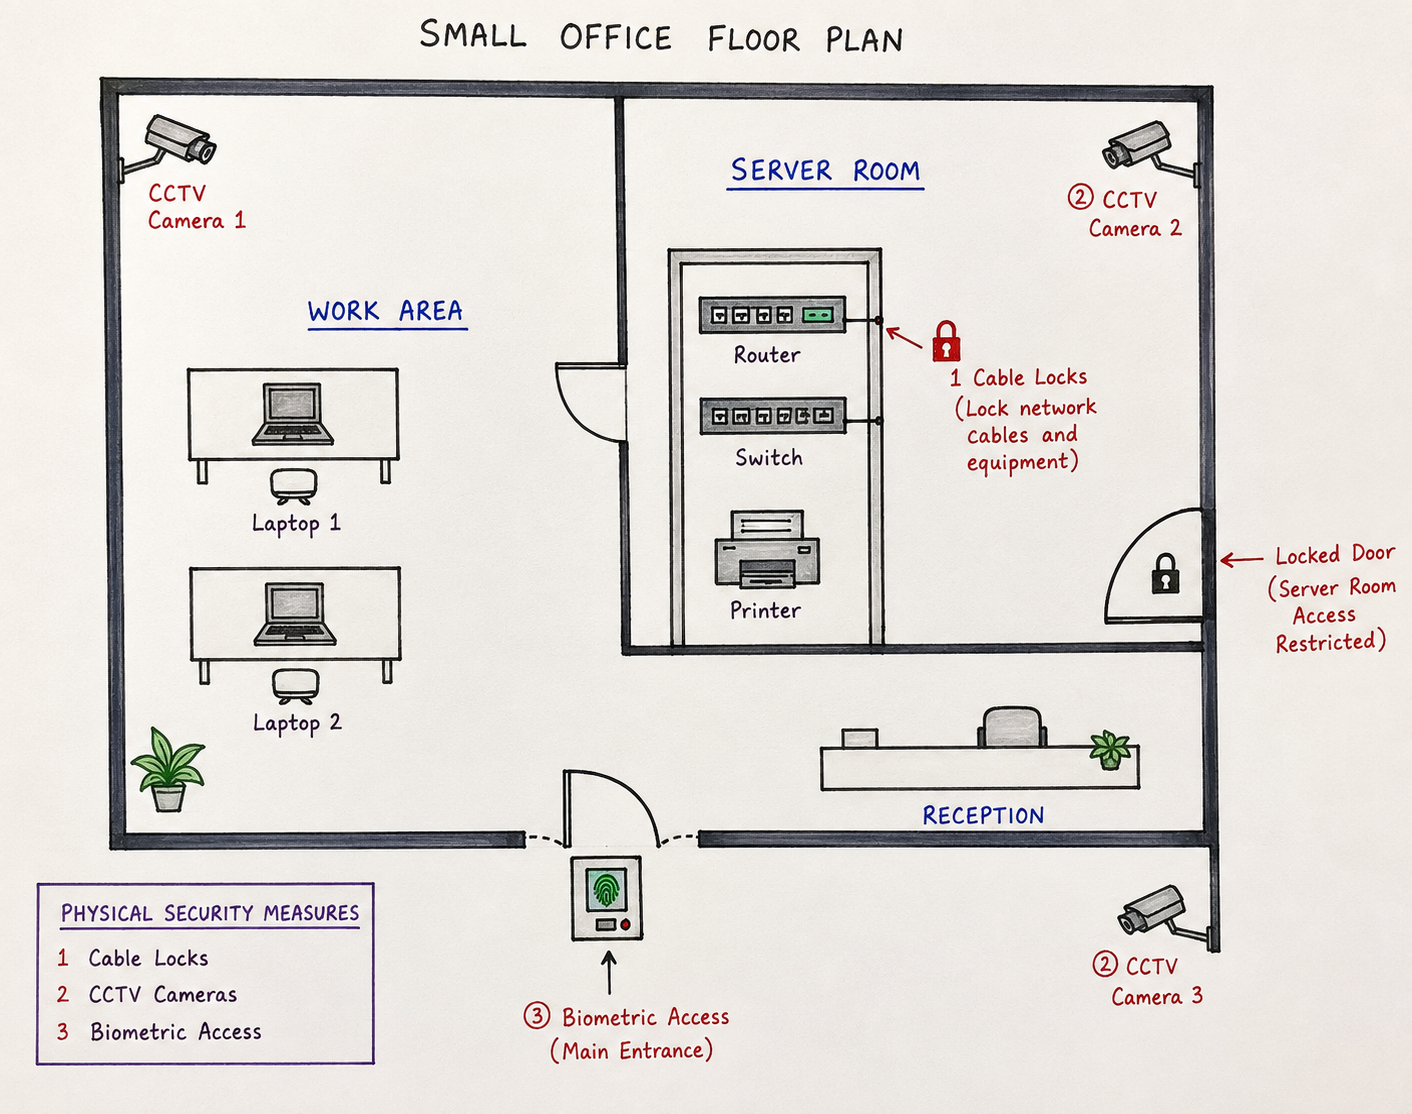 SMALL OFFICE FLOOR PLAN
CCTV
Camera 1
SERVER ROOM
② CCTV
Camera 2
WORK AREA
Router
1 Cable Locks
(Lock network
cables and
equipment)
Switch
Laptop 1
Printer
Locked Door
(Server Room
Access
Restricted)
Laptop 2
RECEPTION
PHYSICAL SECURITY MEASURES
1 Cable Locks
2 CCTV Cameras
3 Biometric Access
③ Biometric Access
(Main Entrance)
② CCTV
Camera 3